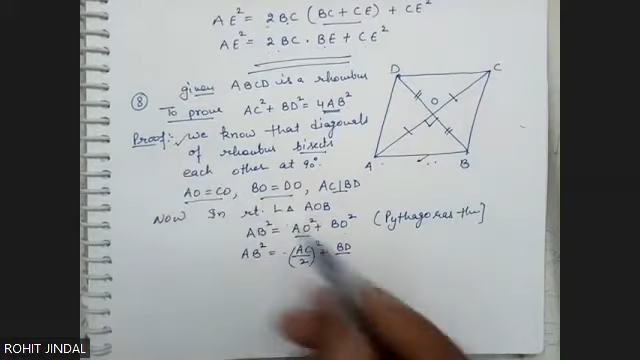 AE² = 2BC (BC + CE) + CE²
AE² = 2BC · BE + CE²
⑧ given ABCD is a rhombus
To prove AC² + BD² = 4AB²
Proof:- ✓ We know that diagonals
of rhombus bisects
each other at 90°.
AO = CO, BO = DO, AC⊥BD
Now In rt. L△ AOB
AB² = AO² + BO² (Pythagoras thm]
AB² = (AC/2)² + BD
D C
O
A B
ROHIT JINDAL